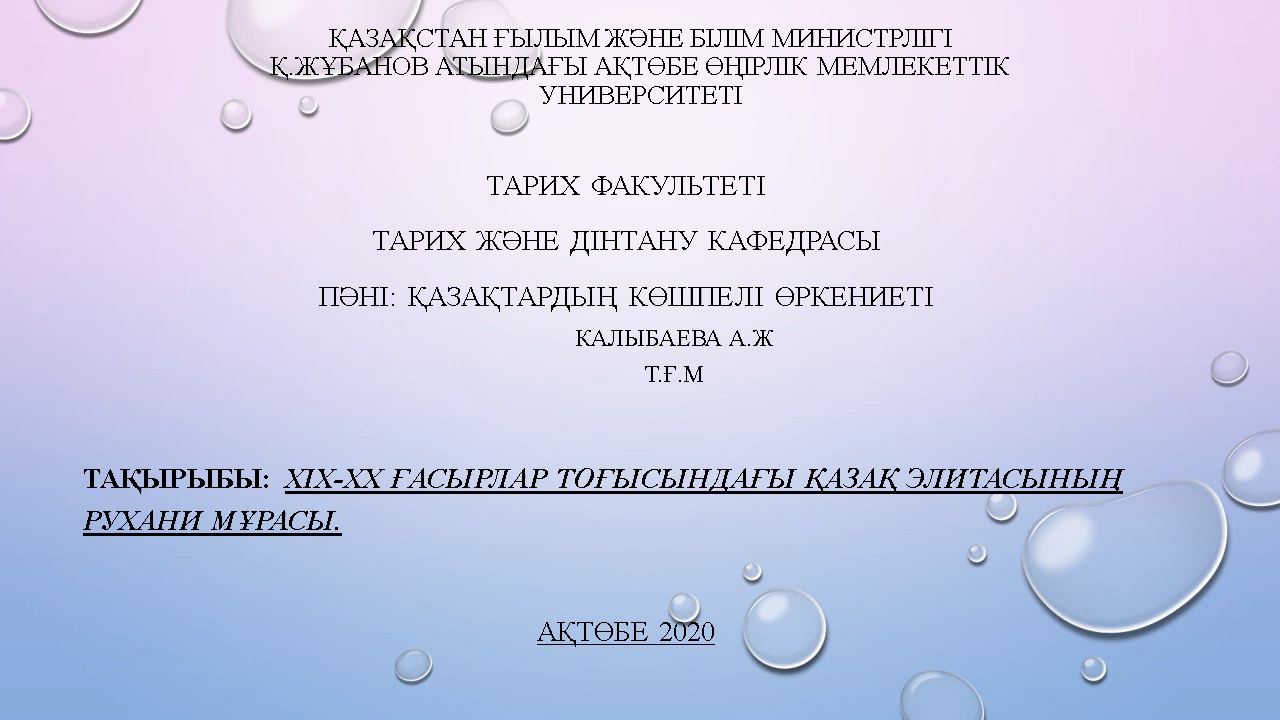 ҚАЗАҚСТАН ҒЫЛЫМ ЖӘНЕ БІЛІМ МИНИСТРЛІГІ
Қ.ЖҰБАНОВ АТЫНДАҒЫ АҚТӨБЕ ӨҢІРЛІК МЕМЛЕКЕТТІК
УНИВЕРСИТЕТІ
ТАРИХ ФАКУЛЬТЕТІ
ТАРИХ ЖӘНЕ ДІНТАНУ КАФЕДРАСЫ
ПӘНІ: ҚАЗАҚТАРДЫҢ КӨШПЕЛІ ӨРКЕНИЕТІ
КАЛЫБАЕВА А.Ж
Т.Ғ.М
ТАҚЫРЫБЫ: XIX-XX ҒАСЫРЛАР ТОҒЫСЫНДАҒЫ ҚАЗАҚ ЭЛИТАСЫНЫҢ
РУХАНИ МҰРАСЫ.
АҚТӨБЕ 2020